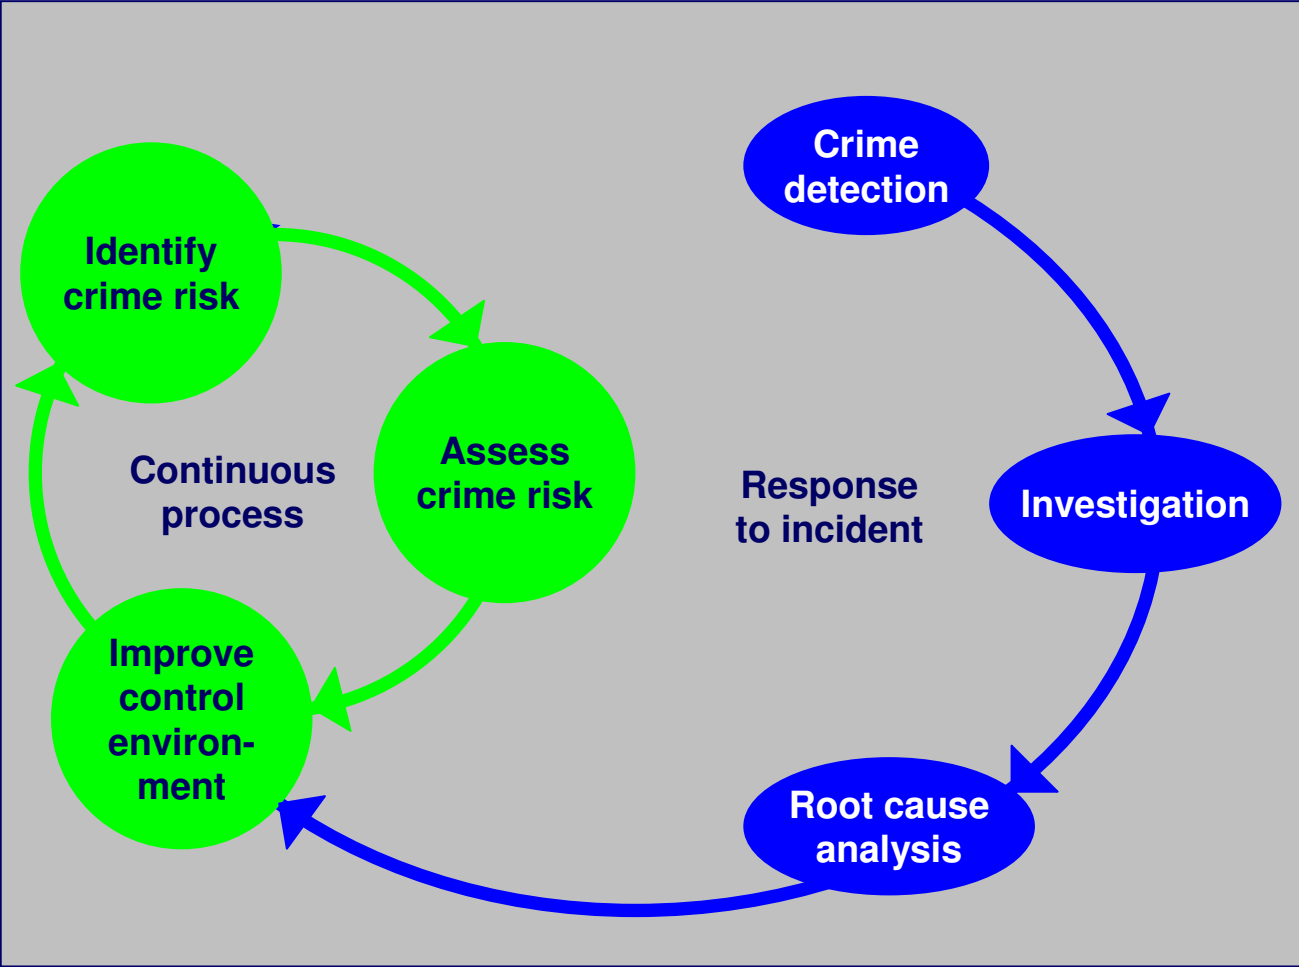 Crime
detection
Identify
crime risk
Assess
crime risk
Continuous
process
Response
to incident
Investigation
Improve
control
environ-
ment
Root cause
analysis